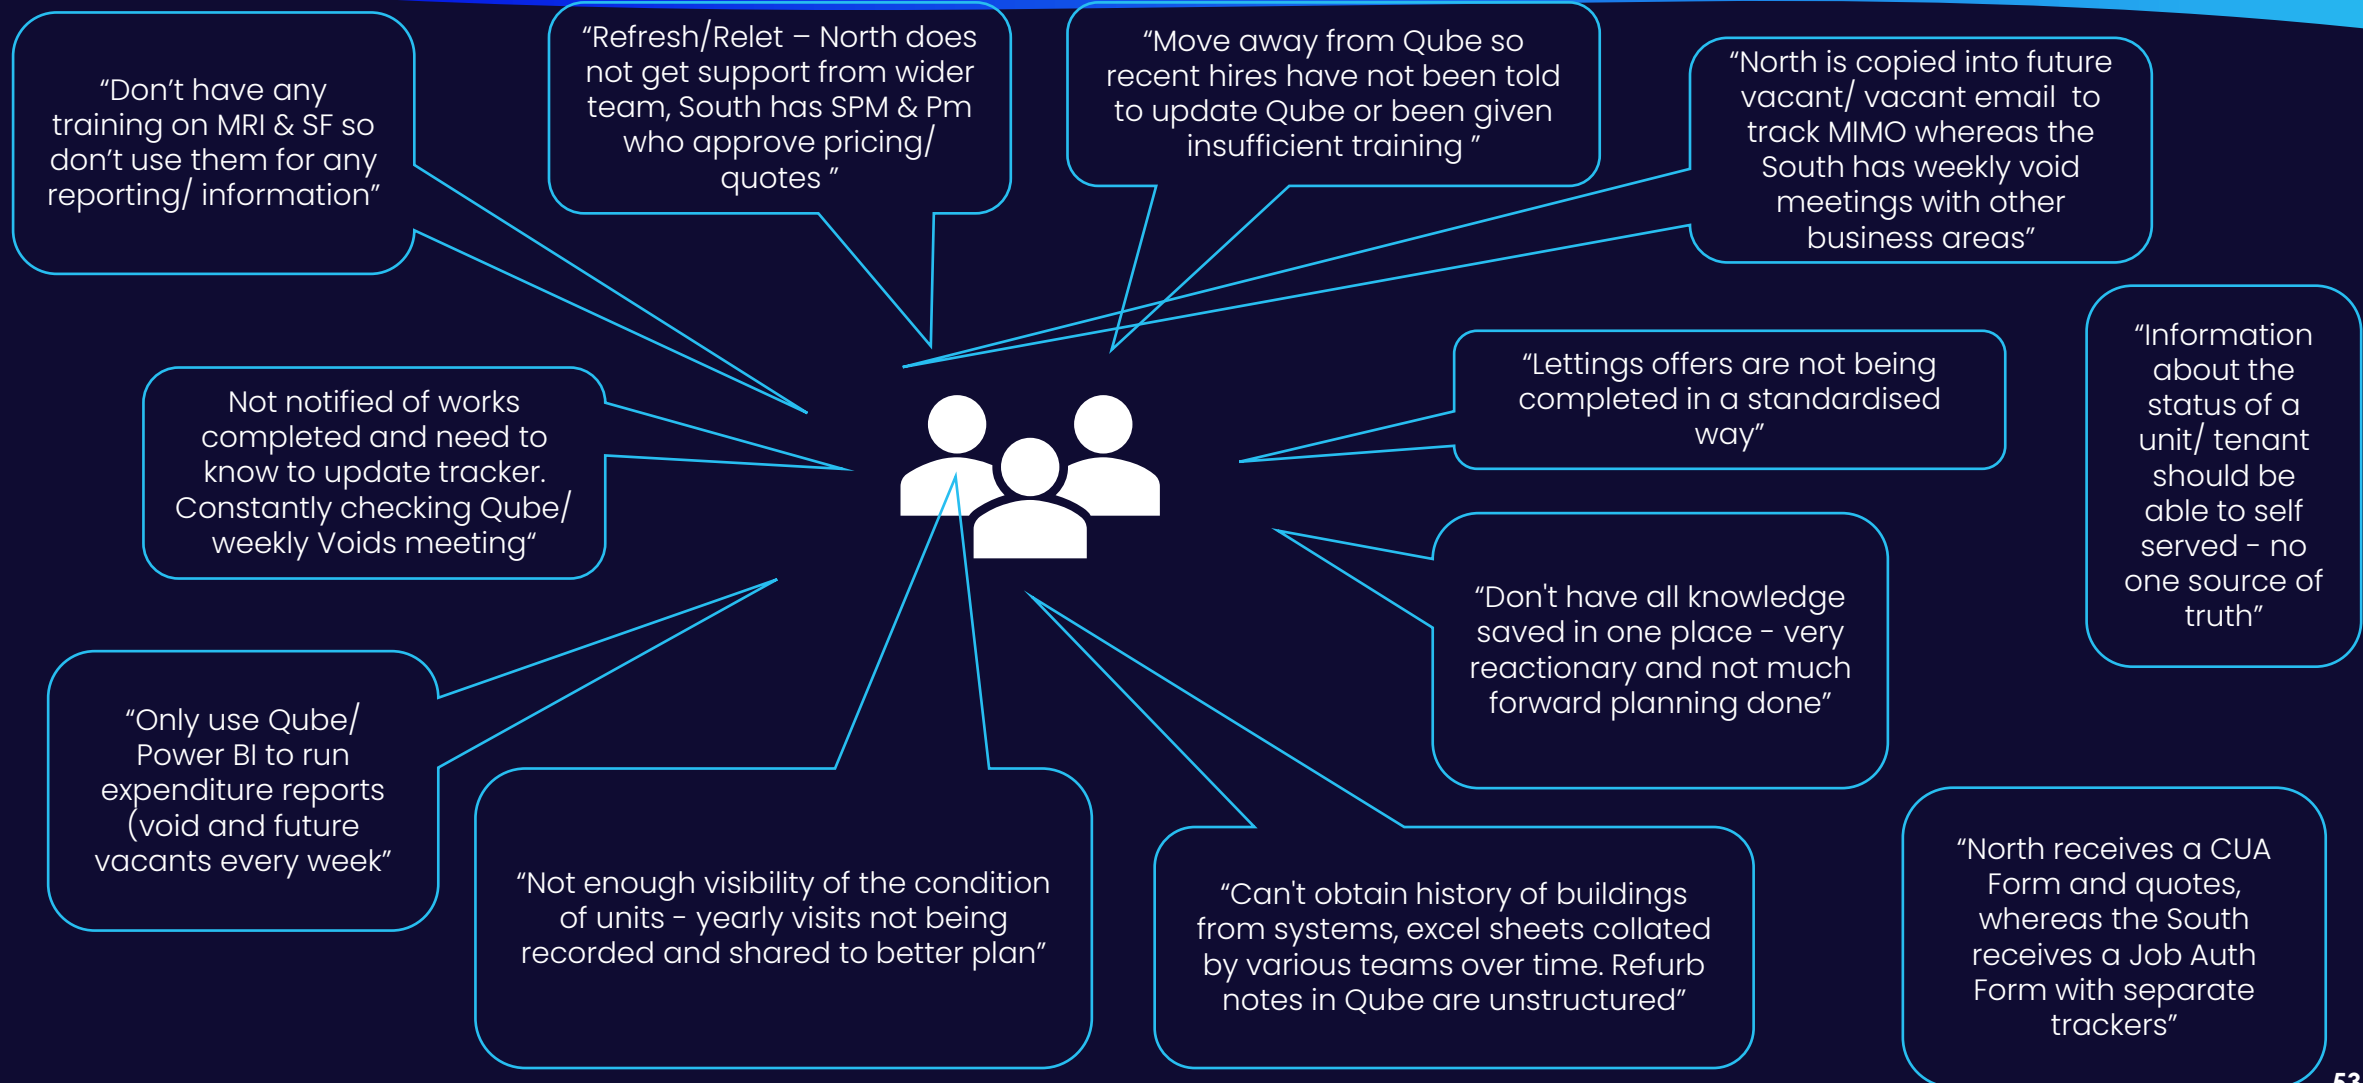 “Don’t have any
training on MRI & SF so
don’t use them for any
reporting/ information”
“Refresh/Relet – North does
not get support from wider
team, South has SPM & Pm
who approve pricing/
quotes ”
“Move away from Qube so
recent hires have not been told
to update Qube or been given
insufficient training ”
“North is copied into future
vacant/ vacant email  to
track MIMO whereas the
South has weekly void
meetings with other
business areas”
Not notified of works
completed and need to
know to update tracker.
Constantly checking Qube/
weekly Voids meeting“
“Lettings offers are not being
completed in a standardised
way”
“Information
about the
status of a
unit/ tenant
should be
able to self
served - no
one source of
truth”
“Don't have all knowledge
saved in one place - very
reactionary and not much
forward planning done”
“Only use Qube/
Power BI to run
expenditure reports
(void and future
vacants every week”
“Not enough visibility of the condition
of units - yearly visits not being
recorded and shared to better plan”
“Can't obtain history of buildings
from systems, excel sheets collated
by various teams over time. Refurb
notes in Qube are unstructured”
“North receives a CUA
Form and quotes,
whereas the South
receives a Job Auth
Form with separate
trackers”
53